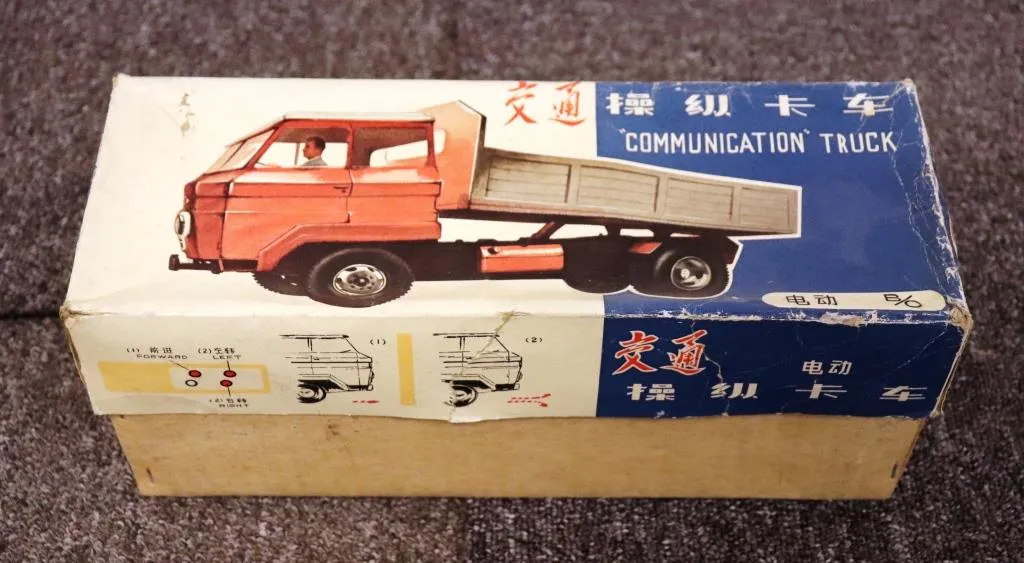 交通 操纵卡车
"COMMUNICATION" TRUCK
电动 B/O
(1) 前进 (2) 左转
FORWARD LEFT
(2) 右转
RIGHT
(1)
(2)
交通 电动
操纵卡车